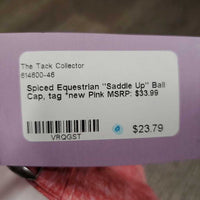 The Tack Collector
614600-46
Spiced Equestrian "Saddle Up" Ball
Cap, tag *new Pink MSRP: $33.99
VRQGST
$23.79